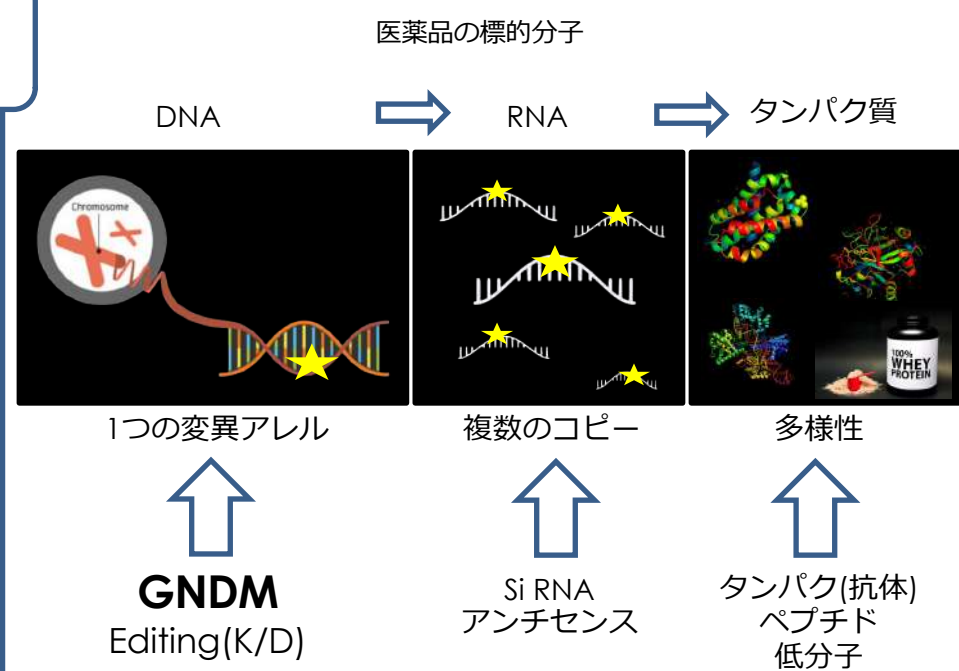 医薬品の標的分子
DNA
RNA
タンパク質
Chromosome
100%
WHEY
PROTEIN
1つの変異アレル
複数のコピー
多様性
GNDM
Editing(K/D)
Si RNA
アンチセンス
タンパク(抗体)
ペプチド
低分子